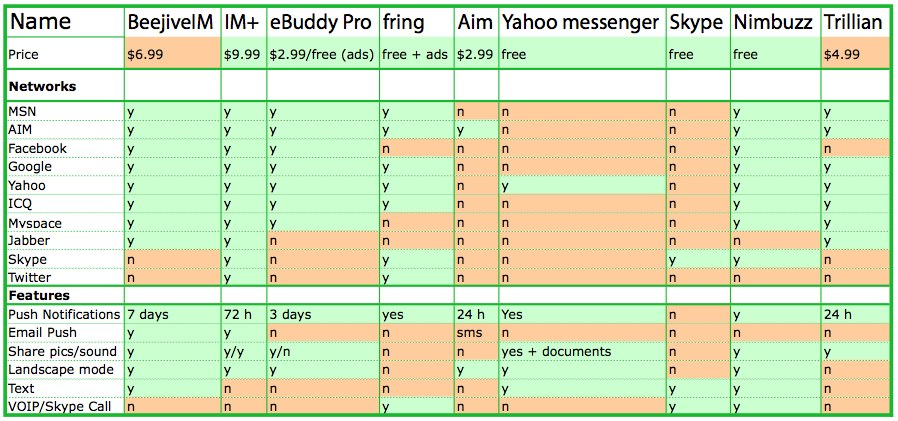 Name BeejiveIM IM+ eBuddy Pro fring Aim Yahoo messenger Skype Nimbuzz Trillian
Price $6.99 $9.99 $2.99/free (ads) free + ads $2.99 free free free $4.99
Networks
MSN y y y y n n n y y
AIM y y y y y n n y y
Facebook y y y n n n n y n
Google y y y y n n n y y
Yahoo y y y y n y n y y
ICQ y y y y n n n y y
Myspace y y y n n n n y y
Jabber y y n n n n n n y
Skype n y n y n n y y n
Twitter n y n y n n n n n
Features
Push Notifications 7 days 72 h 3 days yes 24 h Yes n y 24 h
Email Push y y n n sms n n n n
Share pics/sound y y/y y/n n n yes + documents n y y
Landscape mode y y y n y y n y n
Text y n n n n y y y n
VOIP/Skype Call n n n y n n y y n